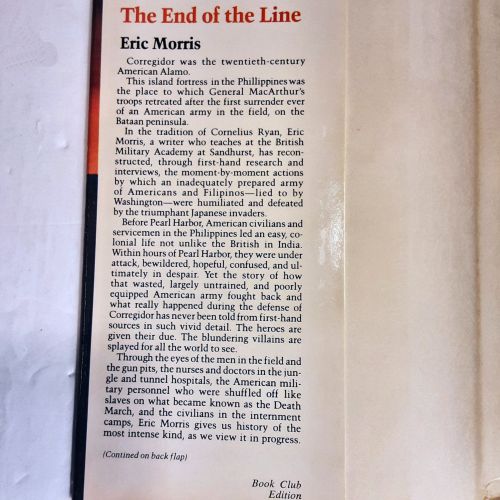 The End of the Line
Eric Morris
Corregidor was the twentieth-century
American Alamo.
This island fortress in the Phillippines was
the place to which General MacArthur's
troops retreated after the first surrender ever
of an American army in the field, on the
Bataan peninsula.
In the tradition of Cornelius Ryan, Eric
Morris, a writer who teaches at the British
Military Academy at Sandhurst, has recon-
structed, through first-hand research and
interviews, the moment-by-moment actions
by which an inadequately prepared army
of Americans and Filipinos—lied to by
Washington—were humiliated and defeated
by the triumphant Japanese invaders.
Before Pearl Harbor, American civilians and
servicemen in the Philippines led an easy, co-
lonial life not unlike the British in India.
Within hours of Pearl Harbor, they were under
attack, bewildered, hopeful, confused, and ul-
timately in despair. Yet the story of how
that wasted, largely untrained, and poorly
equipped American army fought back and
what really happened during the defense of
Corregidor has never been told from first-hand
sources in such vivid detail. The heroes are
given their due. The blundering villains are
splayed for all the world to see.
Through the eyes of the men in the field and
the gun pits, the nurses and doctors in the jun-
gle and tunnel hospitals, the American mili-
tary personnel who were shuffled off like
slaves on what became known as the Death
March, and the civilians in the internment
camps, Eric Morris gives us history of the
most intense kind, as we view it in progress.
(Contined on back flap)
Book Club
Edition